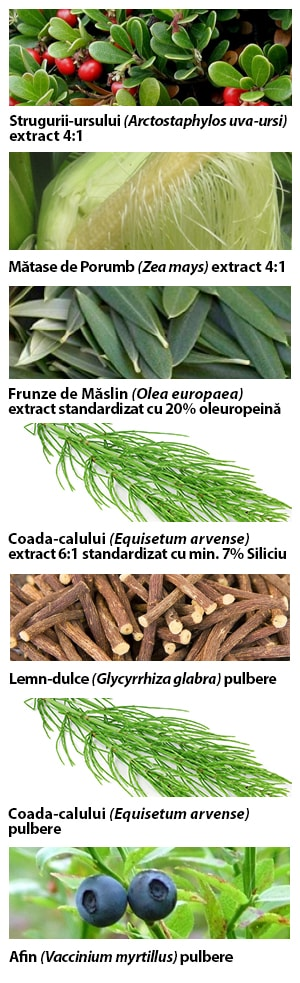 Strugurii-ursului (Arctostaphylos uva-ursi)
extract 4:1
Mătase de Porumb (Zea mays) extract 4:1
Frunze de Măslin (Olea europaea)
extract standardizat cu 20% oleuropeină
Coada-calului (Equisetum arvense)
extract 6:1 standardizat cu min. 7% Siliciu
Lemn-dulce (Glycyrrhiza glabra) pulbere
Coada-calului (Equisetum arvense)
pulbere
Afin (Vaccinium myrtillus) pulbere